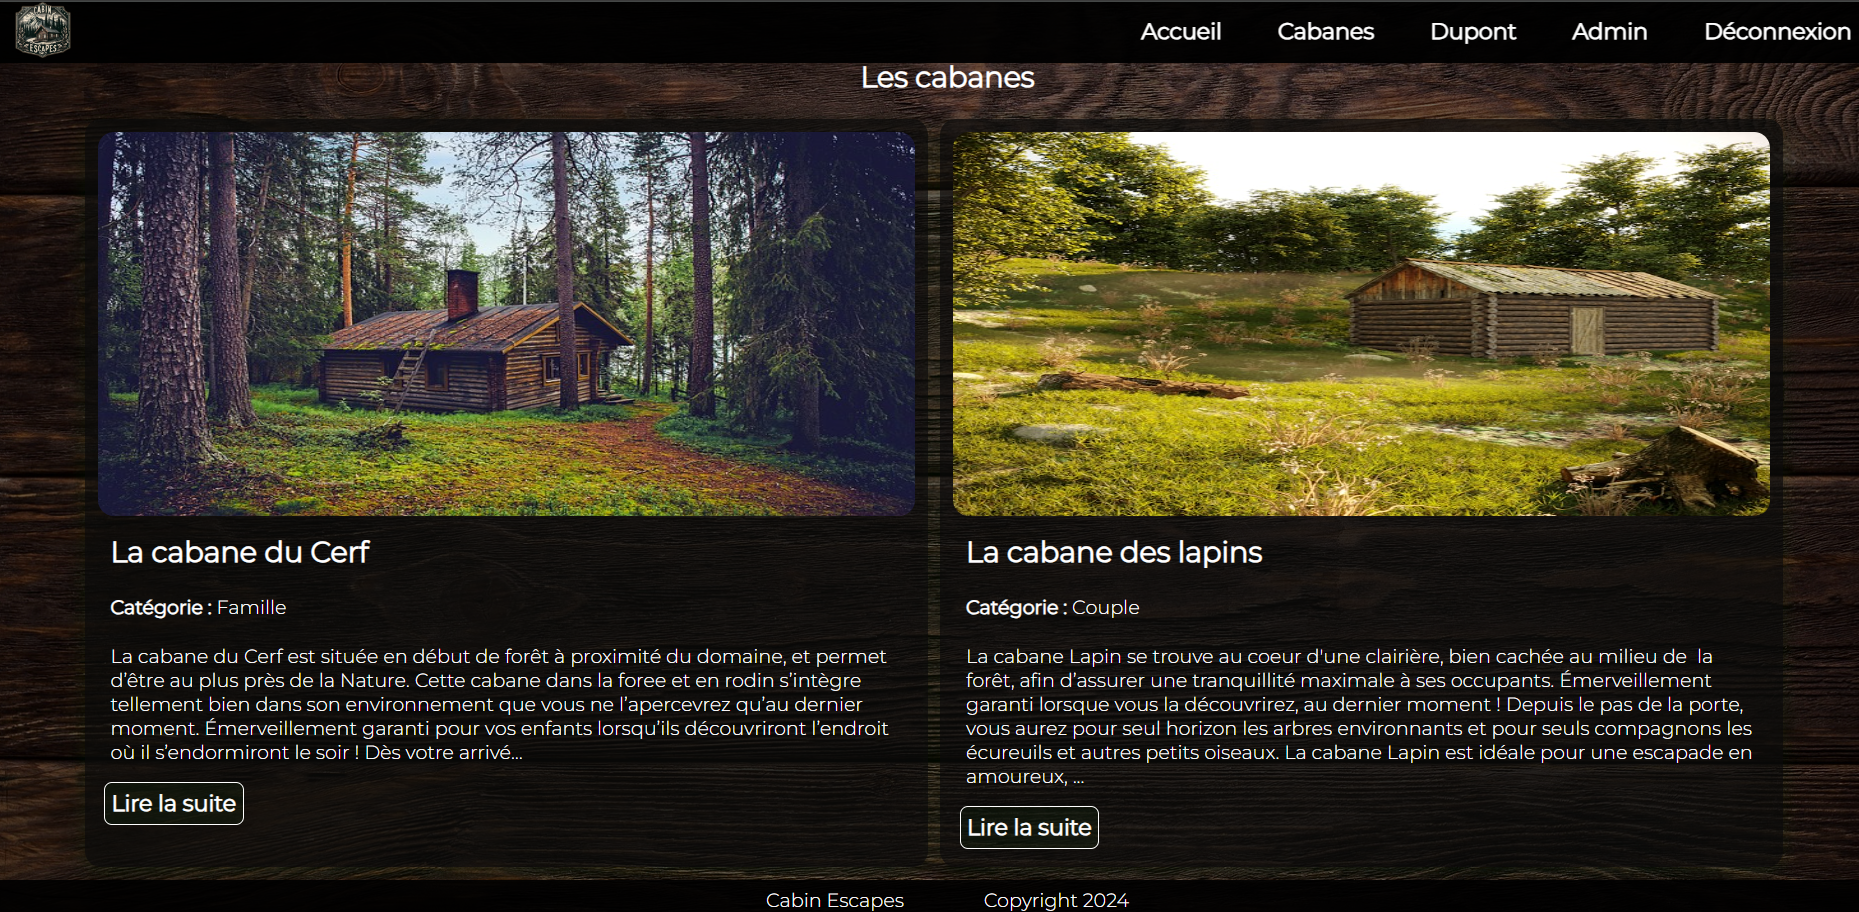 CABIN
ESCAPES
Accueil Cabanes Dupont Admin Déconnexion
Les cabanes
La cabane du Cerf
Catégorie : Famille
La cabane du Cerf est située en début de forêt à proximité du domaine, et permet
d’être au plus près de la Nature. Cette cabane dans la foree et en rodin s’intègre
tellement bien dans son environnement que vous ne l’apercevrez qu’au dernier
moment. Émerveillement garanti pour vos enfants lorsqu’ils découvriront l’endroit
où il s’endormiront le soir ! Dès votre arrivé...
Lire la suite
La cabane des lapins
Catégorie : Couple
La cabane Lapin se trouve au coeur d'une clairière, bien cachée au milieu de  la
forêt, afin d’assurer une tranquillité maximale à ses occupants. Émerveillement
garanti lorsque vous la découvrirez, au dernier moment ! Depuis le pas de la porte,
vous aurez pour seul horizon les arbres environnants et pour seuls compagnons les
écureuils et autres petits oiseaux. La cabane Lapin est idéale pour une escapade en
amoureux, ...
Lire la suite
Cabin Escapes Copyright 2024